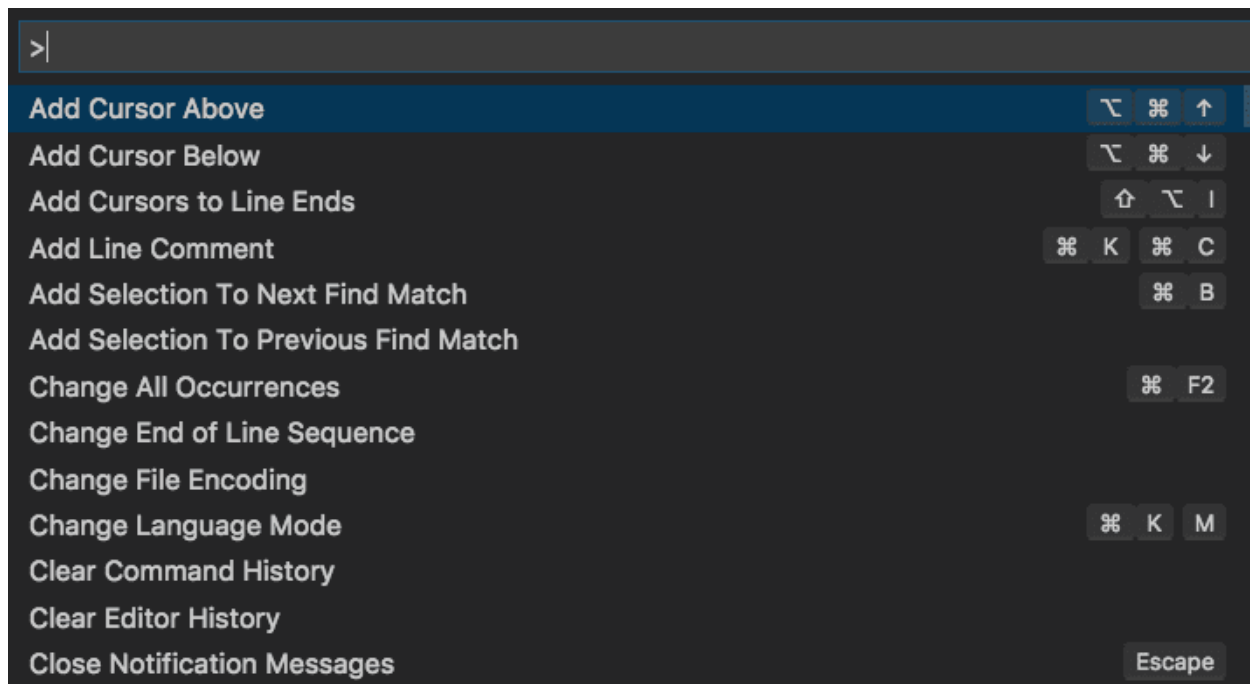 >
Add Cursor Above ⌥ ⌘ ↑
Add Cursor Below ⌥ ⌘ ↓
Add Cursors to Line Ends ⇧ ⌥ I
Add Line Comment ⌘ K ⌘ C
Add Selection To Next Find Match ⌘ B
Add Selection To Previous Find Match
Change All Occurrences ⌘ F2
Change End of Line Sequence
Change File Encoding
Change Language Mode ⌘ K M
Clear Command History
Clear Editor History
Close Notification Messages Escape